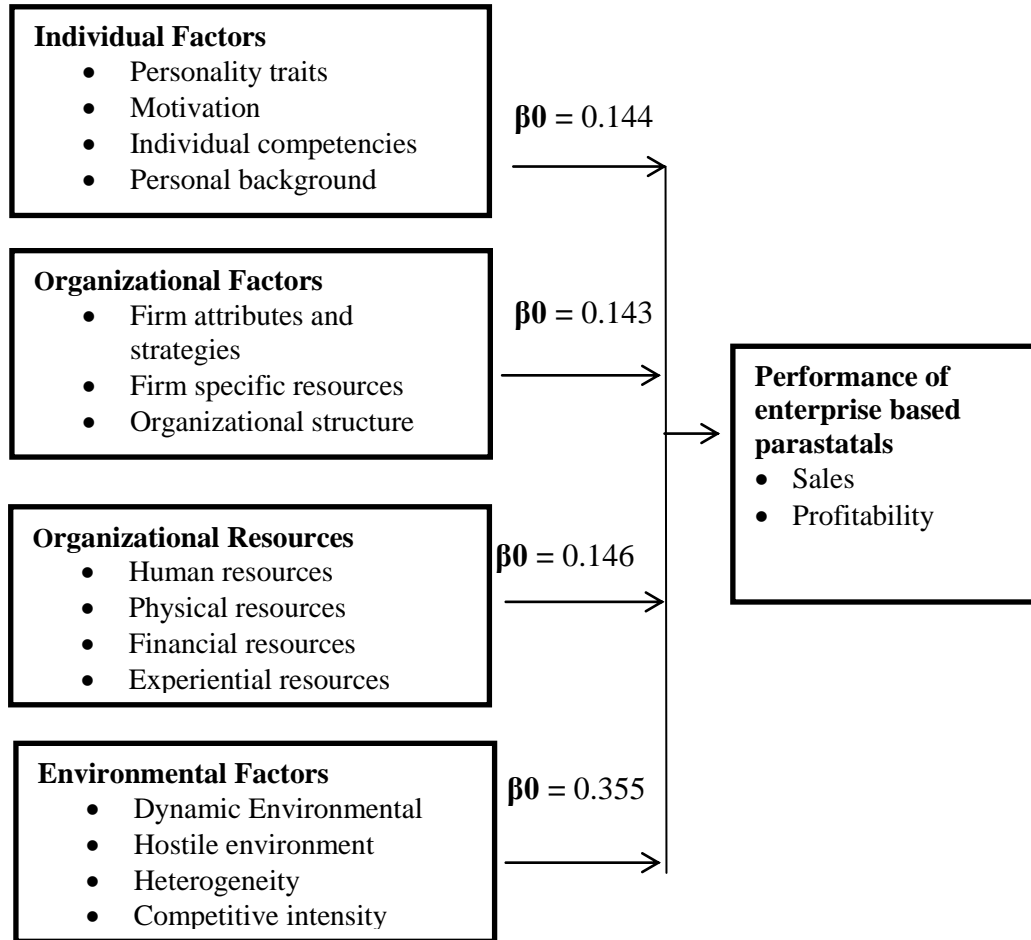 Individual Factors
• Personality traits
• Motivation
• Individual competencies
• Personal background
β0 = 0.144
Organizational Factors
• Firm attributes and
strategies
• Firm specific resources
• Organizational structure
β0 = 0.143
Organizational Resources
• Human resources
• Physical resources
• Financial resources
• Experiential resources
β0 = 0.146
Environmental Factors
• Dynamic Environmental
• Hostile environment
• Heterogeneity
• Competitive intensity
β0 = 0.355
Performance of
enterprise based
parastatals
• Sales
• Profitability